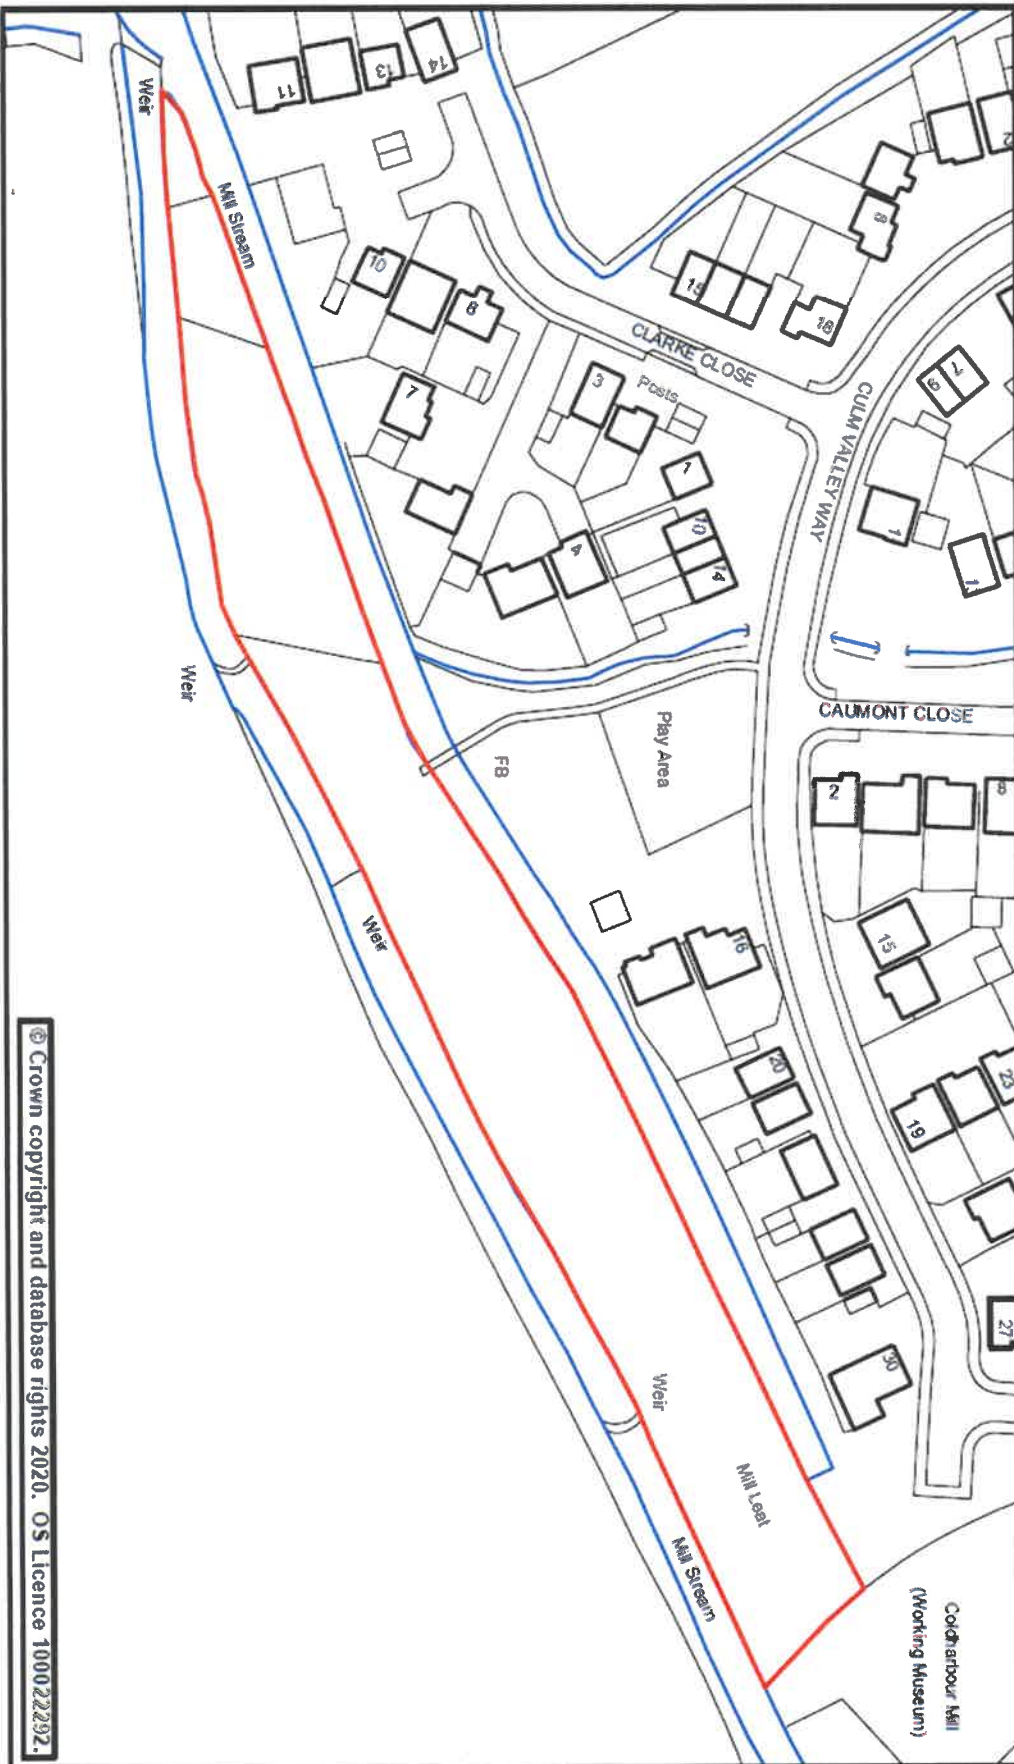 Weir
Mill Stream
11
13
14
10
8
7
3
Posts
1
10
14
4
CLARKE CLOSE
15
18
8
2
CULM VALLEY WAY
9
7
1
1
CAUMONT CLOSE
Weir
FB
Play Area
2
8
15
Weir
16
20
19
23
27
30
Weir
Mill Leat
Mill Stream
Coldharbour Mill
(Working Museum)
© Crown copyright and database rights 2020. OS Licence 100022292.